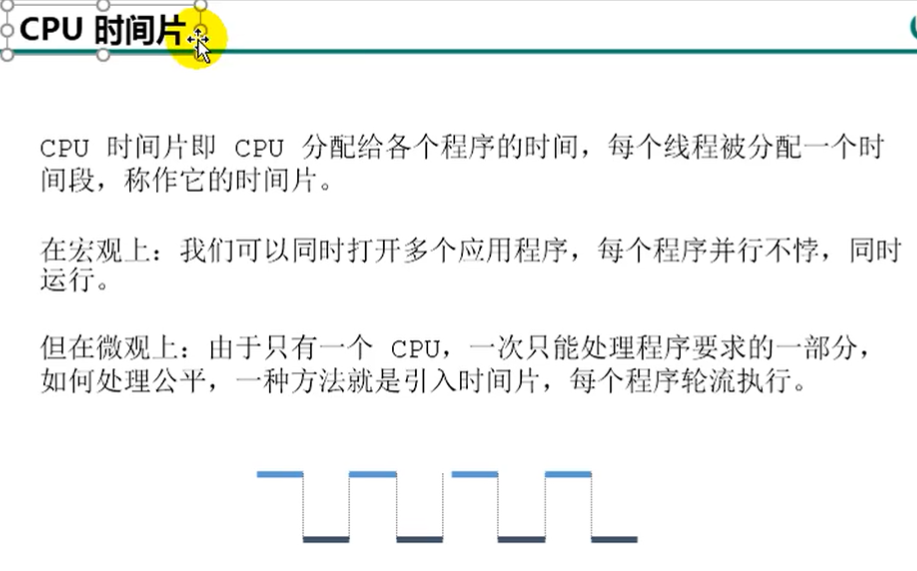 CPU 时间片
CPU 时间片即 CPU 分配给各个程序的时间，每个线程被分配一个时
间段，称作它的时间片。
在宏观上：我们可以同时打开多个应用程序，每个程序并行不悖，同时
运行。
但在微观上：由于只有一个 CPU，一次只能处理程序要求的一部分，
如何处理公平，一种方法就是引入时间片，每个程序轮流执行。